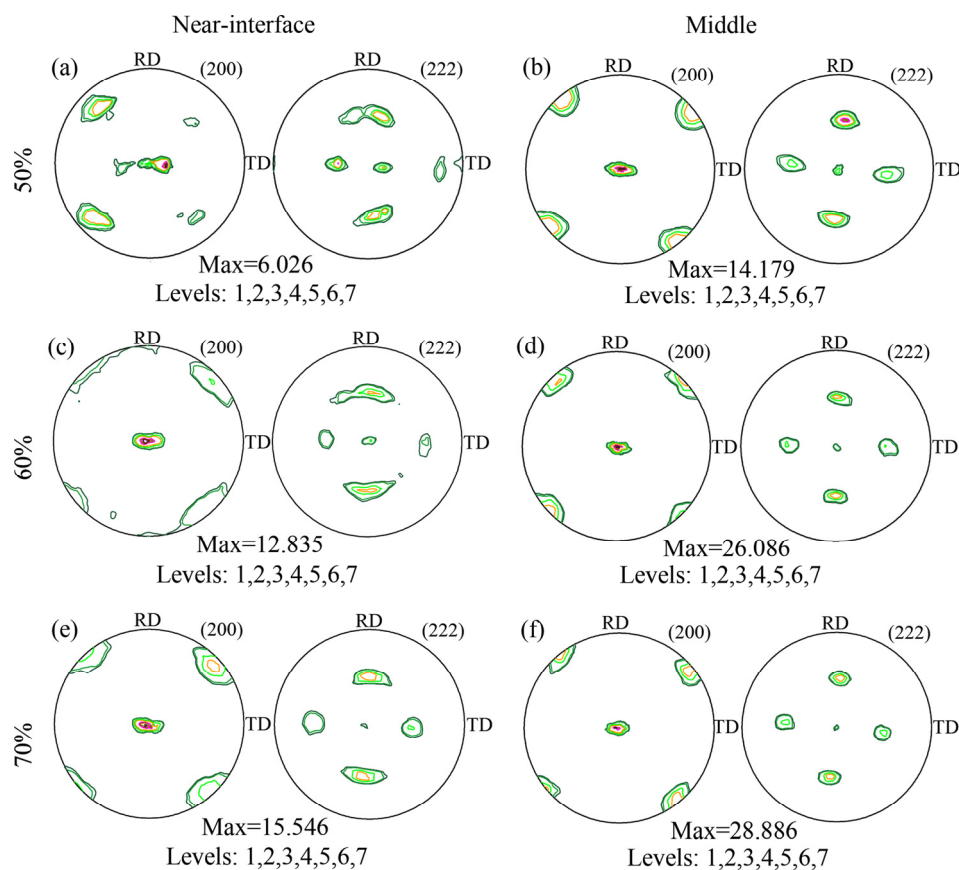 Near-interface
Middle
50%
(a)
RD
(200)
TD
(222)
TD
Max=6.026
Levels: 1,2,3,4,5,6,7
(b)
RD
(200)
TD
(222)
TD
Max=14.179
Levels: 1,2,3,4,5,6,7
60%
(c)
RD
(200)
TD
RD
(222)
TD
Max=12.835
Levels: 1,2,3,4,5,6,7
(d)
RD
(200)
TD
RD
(222)
TD
Max=26.086
Levels: 1,2,3,4,5,6,7
70%
(e)
RD
(200)
TD
RD
(222)
TD
Max=15.546
Levels: 1,2,3,4,5,6,7
(f)
RD
(200)
TD
RD
(222)
TD
Max=28.886
Levels: 1,2,3,4,5,6,7